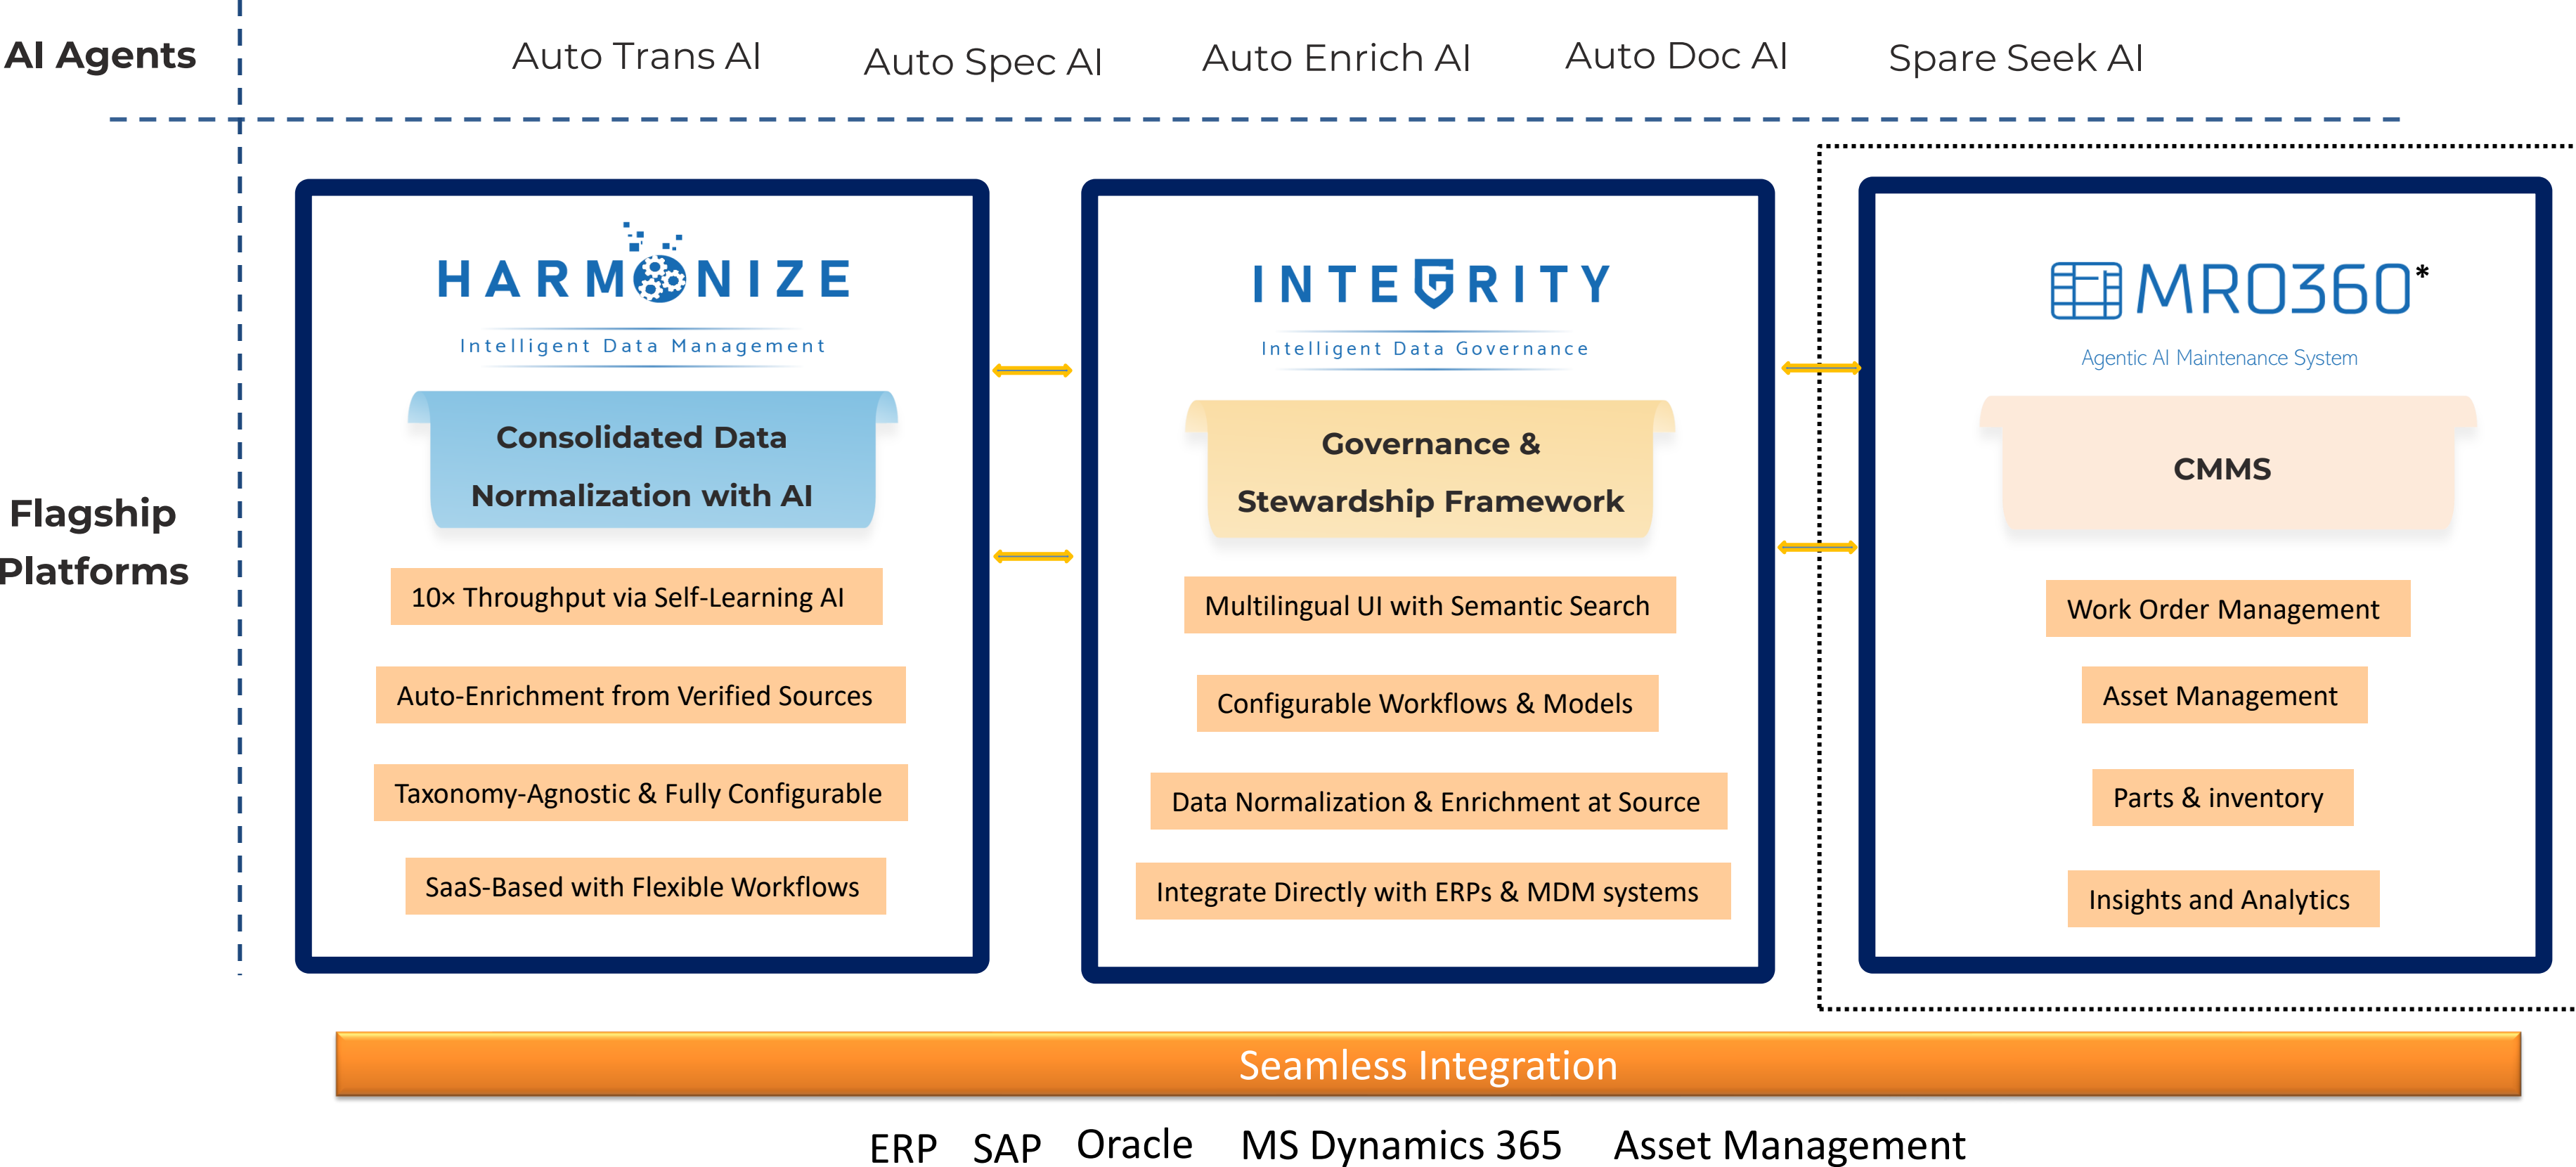 AI Agents
Auto Trans AI
Auto Spec AI
Auto Enrich AI
Auto Doc AI
Spare Seek AI
Flagship
Platforms
HARMONIZE
Intelligent Data Management
Consolidated Data
Normalization with AI
10× Throughput via Self-Learning AI
Auto-Enrichment from Verified Sources
Taxonomy-Agnostic & Fully Configurable
SaaS-Based with Flexible Workflows
INTEGRITY
Intelligent Data Governance
Governance &
Stewardship Framework
Multilingual UI with Semantic Search
Configurable Workflows & Models
Data Normalization & Enrichment at Source
Integrate Directly with ERPs & MDM systems
MRO360*
Agentic AI Maintenance System
CMMS
Work Order Management
Asset Management
Parts & inventory
Insights and Analytics
Seamless Integration
ERP
SAP
Oracle
MS Dynamics 365
Asset Management